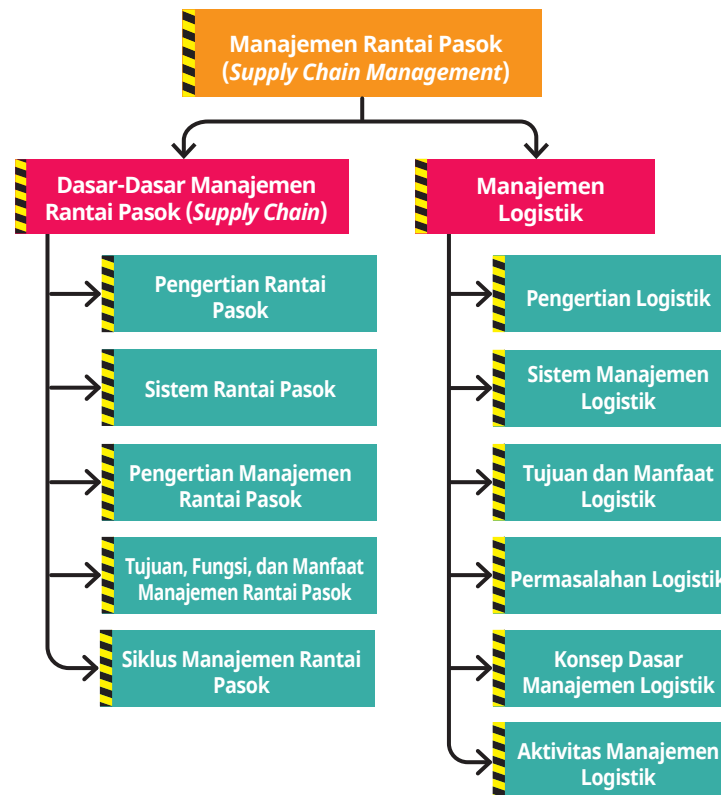 Manajemen Rantai Pasok
(Supply Chain Management)
Dasar-Dasar Manajemen
Rantai Pasok (Supply Chain)
Pengertian Rantai
Pasok
Sistem Rantai Pasok
Pengertian Manajemen
Rantai Pasok
Tujuan, Fungsi, dan Manfaat
Manajemen Rantai Pasok
Siklus Manajemen Rantai
Pasok
Manajemen
Logistik
Pengertian Logistik
Sistem Manajemen
Logistik
Tujuan dan Manfaat
Logistik
Permasalahan Logistik
Konsep Dasar
Manajemen Logistik
Aktivitas Manajemen
Logistik